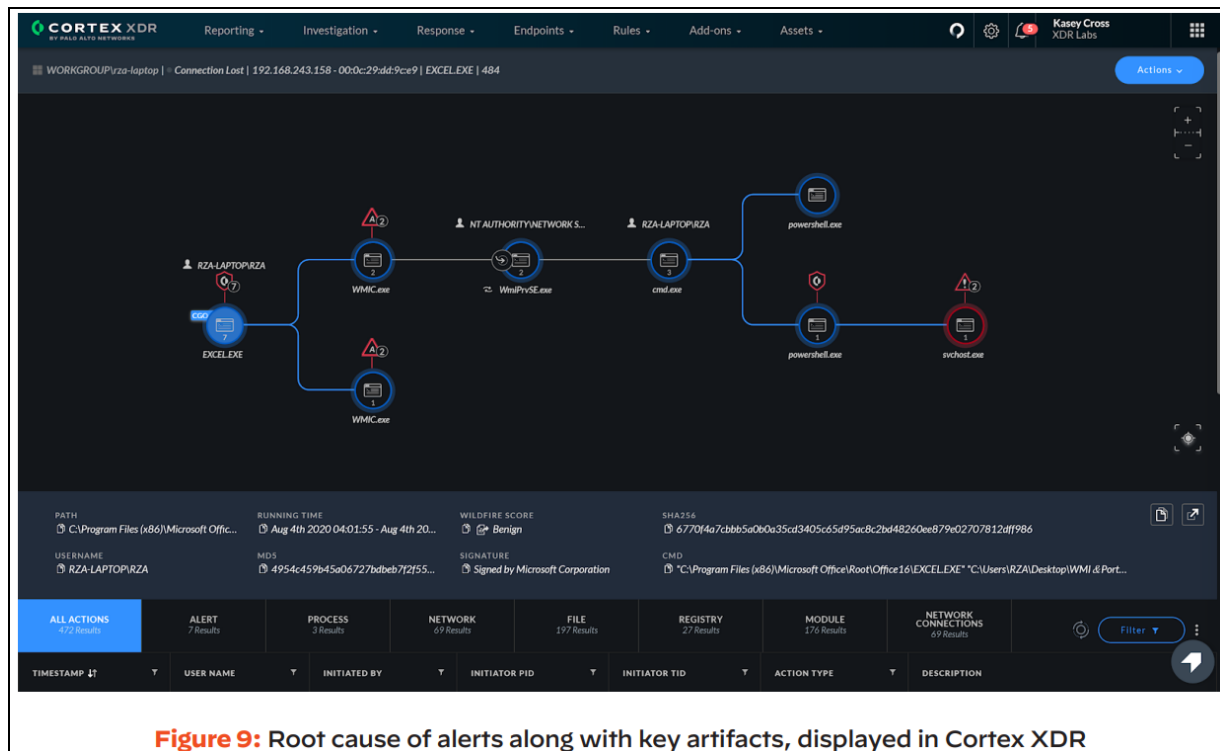 CORTEX XDR
BY PALO ALTO NETWORKS
Reporting
Investigation
Response
Endpoints
Rules
Add-ons
Assets
5
Kasey Cross
XDR Labs
WORKGROUP\rza-laptop | Connection Lost | 192.168.243.158 - 00:0c:29:dd:9c:e9 | EXCEL.EXE | 484
Actions
A 2
NT AUTHORITY\NETWORK S...
RZA-LAPTOP\RZA
powershell.exe
RZA-LAPTOP\RZA
7
2
WMIC.exe
2
WmiPrvSE.exe
3
cmd.exe
CGO
7
EXCEL.EXE
A 2
1
powershell.exe
2
1
svchost.exe
1
WMIC.exe
PATH
C:\Program Files (x86)\Microsoft Offic...
RUNNING TIME
Aug 4th 2020 04:01:55 - Aug 4th 20...
WILDFIRE SCORE
Benign
SHA256
6770f4a7cbbb5a0b0a35cd3405c65d95ac8c2bd48260ee879e02707812dff986
USERNAME
RZA-LAPTOP\RZA
MD5
4954c459b45a06727bdbeb7f2f55...
SIGNATURE
Signed by Microsoft Corporation
CMD
"C:\Program Files (x86)\Microsoft Office\Root\Office16\EXCEL.EXE" "C:\Users\RZA\Desktop\WMI & Port...
ALL ACTIONS
472 Results
ALERT
7 Results
PROCESS
3 Results
NETWORK
69 Results
FILE
197 Results
REGISTRY
27 Results
MODULE
176 Results
NETWORK CONNECTIONS
69 Results
Filter
TIMESTAMP
USER NAME
INITIATED BY
INITIATOR PID
INITIATOR TID
ACTION TYPE
DESCRIPTION
Figure 9: Root cause of alerts along with key artifacts, displayed in Cortex XDR